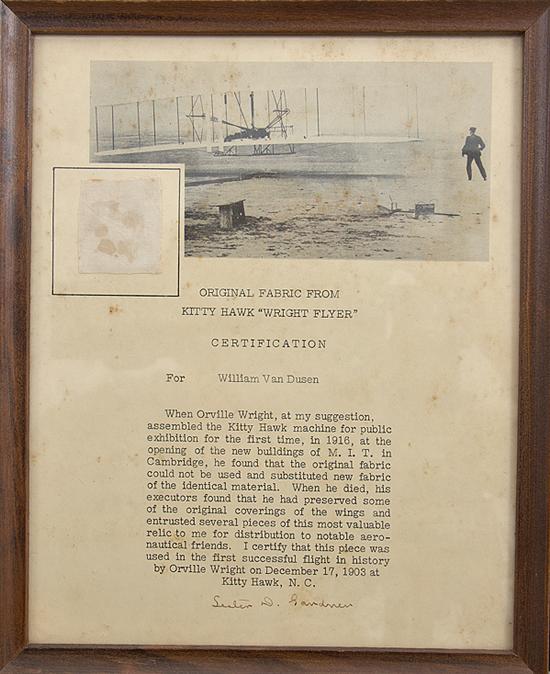 ORIGINAL FABRIC FROM
KITTY HAWK "WRIGHT FLYER"
CERTIFICATION
For William Van Dusen
When Orville Wright, at my suggestion,
assembled the Kitty Hawk machine for public
exhibition for the first time, in 1916, at the
opening of the new buildings of M. I. T. in
Cambridge, he found that the original fabric
could not be used and substituted new fabric
of the identical material. When he died, his
executors found that he had preserved some
of the original coverings of the wings and
entrusted several pieces of this most valuable
relic to me for distribution to notable aero-
nautical friends. I certify that this piece was
used in the first successful flight in history
by Orville Wright on December 17, 1903 at
Kitty Hawk, N. C.
Lester D. Gardner